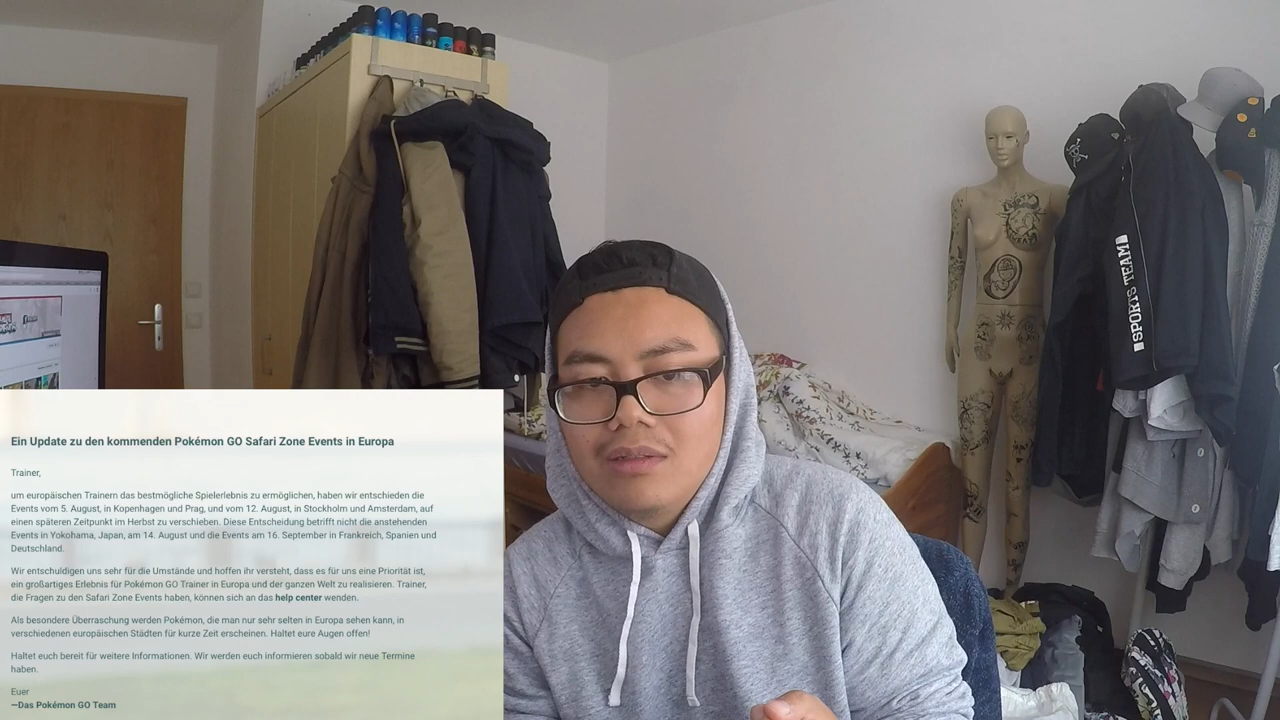 Ein Update zu den kommenden Pokémon GO Safari Zone Events in Europa
Trainer,
um europäischen Trainern das bestmögliche Spielerlebnis zu ermöglichen, haben wir entschieden die
Events vom 5. August, in Kopenhagen und Prag, und vom 12. August, in Stockholm und Amsterdam, auf
einen späteren Zeitpunkt im Herbst zu verschieben. Diese Entscheidung betrifft nicht die anstehenden
Events in Yokohama, Japan, am 14. August und die Events am 16. September in Frankreich, Spanien und
Deutschland.
Wir entschuldigen uns sehr für die Umstände und hoffen ihr versteht, dass es für uns eine Priorität ist,
ein großartiges Erlebnis für Pokémon GO Trainer in Europa und der ganzen Welt zu realisieren. Trainer,
die Fragen zu den Safari Zone Events haben, können sich an das help center wenden.
Als besondere Überraschung werden Pokémon, die man nur sehr selten in Europa sehen kann, in
verschiedenen europäischen Städten für kurze Zeit erscheinen. Haltet eure Augen offen!
Haltet euch bereit für weitere Informationen. Wir werden euch informieren sobald wir neue Termine
haben.
Euer
—Das Pokémon GO Team
SPORTS TEAM